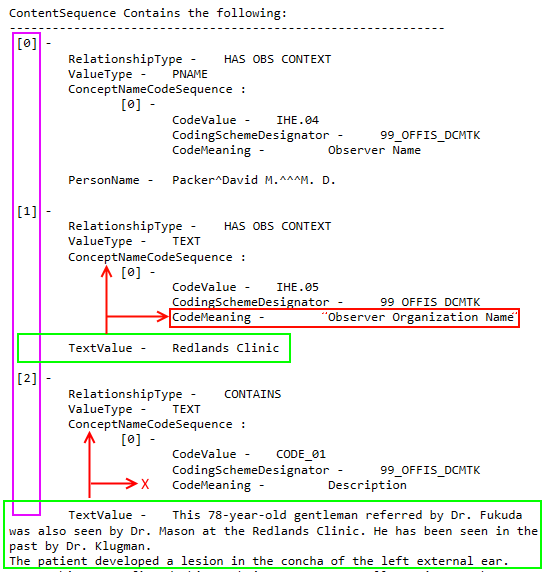 ContentSequence Contains the following:
-------------------------------------------------------------
[0] -
RelationshipType - HAS OBS CONTEXT
ValueType - PNAME
ConceptNameCodeSequence :
[0] -
CodeValue - IHE.04
CodingSchemeDesignator - 99_OFFIS_DCMTK
CodeMeaning - Observer Name
PersonName - Packer^David M.^^^M. D.
[1] -
RelationshipType - HAS OBS CONTEXT
ValueType - TEXT
ConceptNameCodeSequence :
[0] -
CodeValue - IHE.05
CodingSchemeDesignator - 99_OFFIS_DCMTK
CodeMeaning - ¨Observer Organization Name¨
TextValue - Redlands Clinic
[2] -
RelationshipType - CONTAINS
ValueType - TEXT
ConceptNameCodeSequence :
[0] -
CodeValue - CODE_01
X CodingSchemeDesignator - 99_OFFIS_DCMTK
CodeMeaning - Description
TextValue - This 78-year-old gentleman referred by Dr. Fukuda
was also seen by Dr. Mason at the Redlands Clinic. He has been seen in the
past by Dr. Klugman.
The patient developed a lesion in the concha of the left external ear.